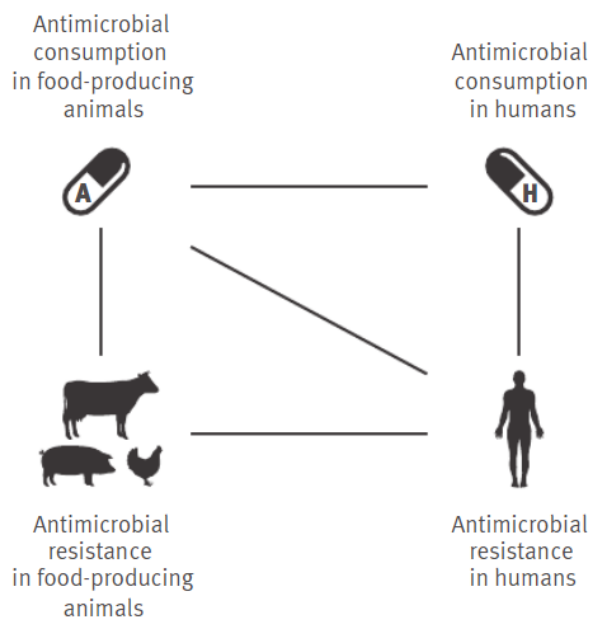 Antimicrobial
consumption
in food-producing
animals
Antimicrobial
consumption
in humans
A
H
Antimicrobial
resistance
in food-producing
animals
Antimicrobial
resistance
in humans